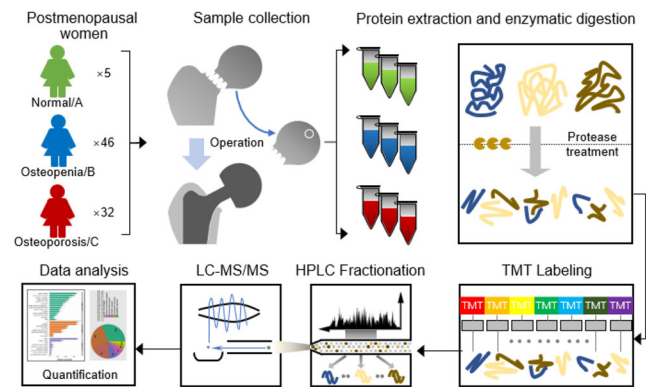 Postmenopausal
women
Sample collection
Protein extraction and enzymatic digestion
×5
Normal/A
×46
Osteopenia/B
×32
Osteoporosis/C
Operation
Protease
treatment
Data analysis
LC-MS/MS
HPLC Fractionation
TMT Labeling
TMT TMT TMT TMT TMT TMT TMT
Quantification